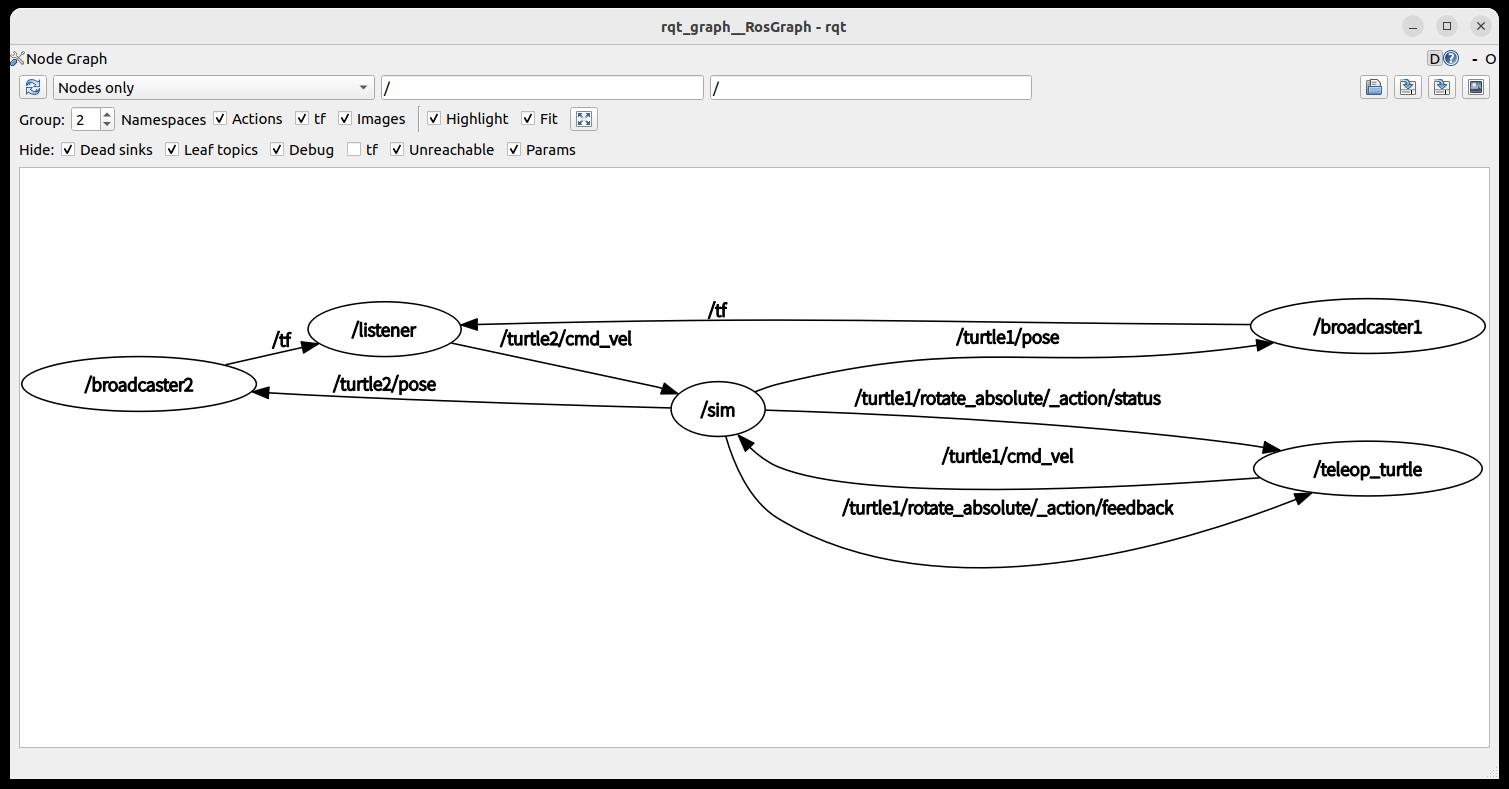 rqt_graph__RosGraph - rqt
Node Graph D - O
Nodes only / /
Group: 2 Namespaces Actions tf Images Highlight Fit
Hide: Dead sinks Leaf topics Debug tf Unreachable Params
/tf
/listener
/tf
/turtle2/cmd_vel
/turtle1/pose
/broadcaster1
/broadcaster2
/turtle2/pose
/sim
/turtle1/rotate_absolute/_action/status
/turtle1/cmd_vel
/teleop_turtle
/turtle1/rotate_absolute/_action/feedback